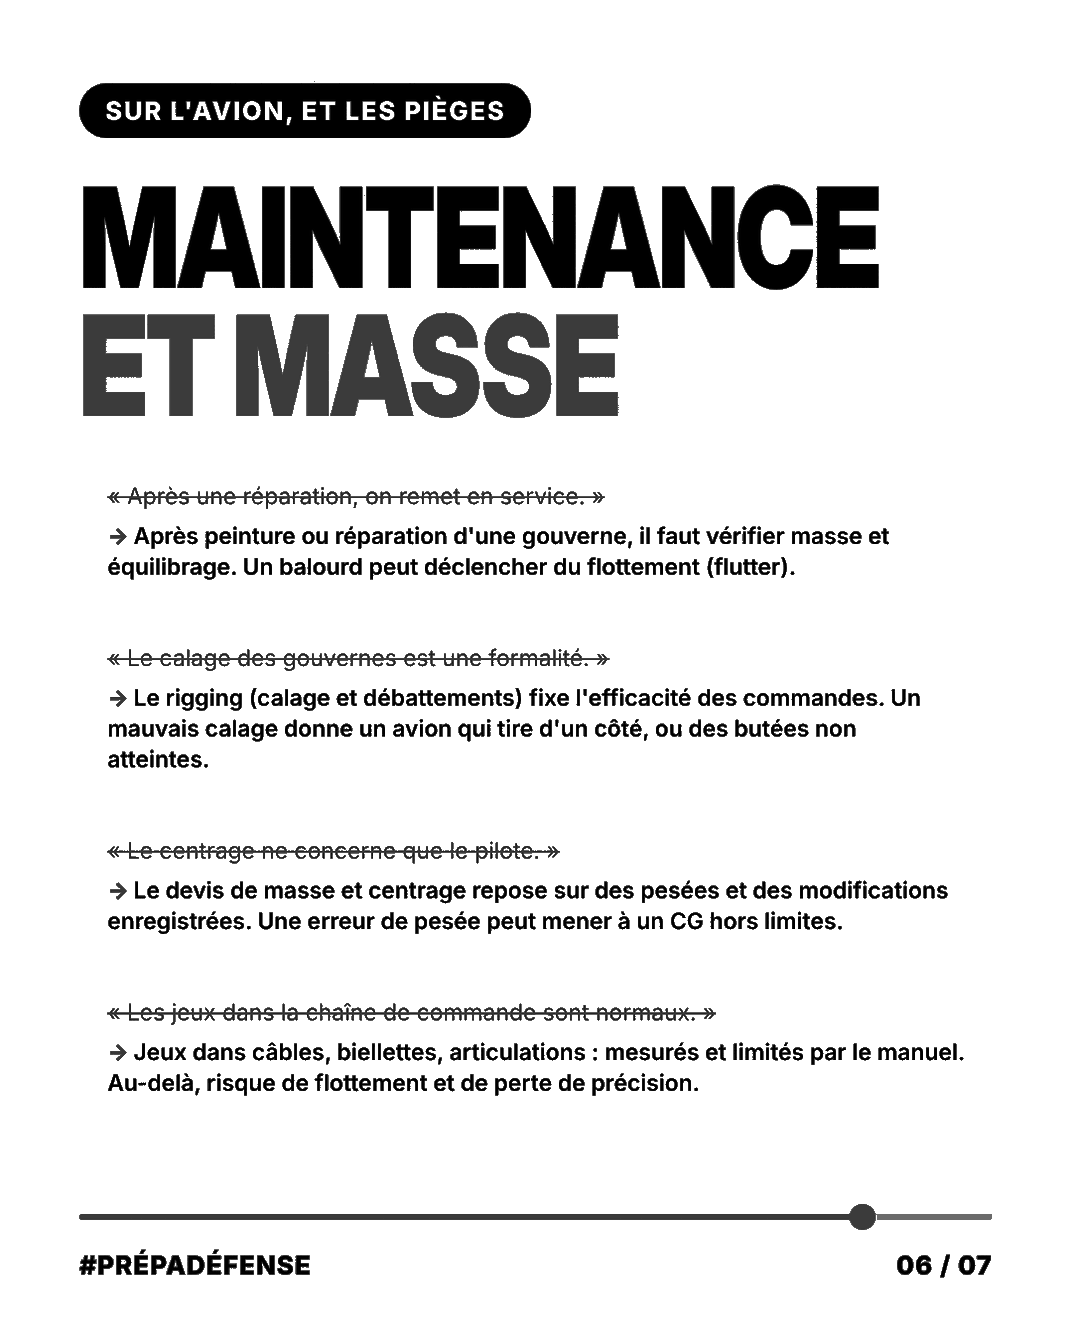 SUR L'AVION, ET LES PIÈGES
MAINTENANCE
ET MASSE
« Après une réparation, on remet en service. »
→ Après peinture ou réparation d'une gouverne, il faut vérifier masse et
équilibrage. Un balourd peut déclencher du flottement (flutter).
« Le calage des gouvernes est une formalité. »
→ Le rigging (calage et débattements) fixe l'efficacité des commandes. Un
mauvais calage donne un avion qui tire d'un côté, ou des butées non
atteintes.
« Le centrage ne concerne que le pilote. »
→ Le devis de masse et centrage repose sur des pesées et des modifications
enregistrées. Une erreur de pesée peut mener à un CG hors limites.
« Les jeux dans la chaîne de commande sont normaux. »
→ Jeux dans câbles, biellettes, articulations : mesurés et limités par le manuel.
Au-delà, risque de flottement et de perte de précision.
#PRÉPADÉFENSE
06 / 07